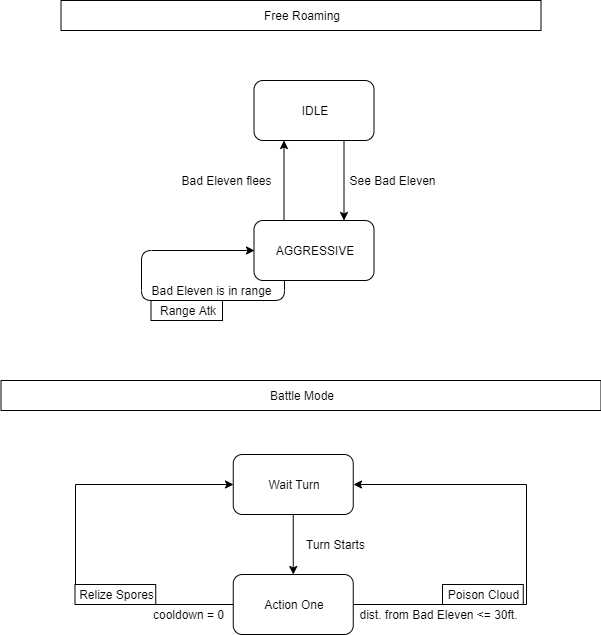 Free Roaming
IDLE
Bad Eleven flees
See Bad Eleven
AGGRESSIVE
Bad Eleven is in range
Range Atk
Battle Mode
Wait Turn
Turn Starts
Relize Spores
Action One
Poison Cloud
cooldown = 0
dist. from Bad Eleven <= 30ft.